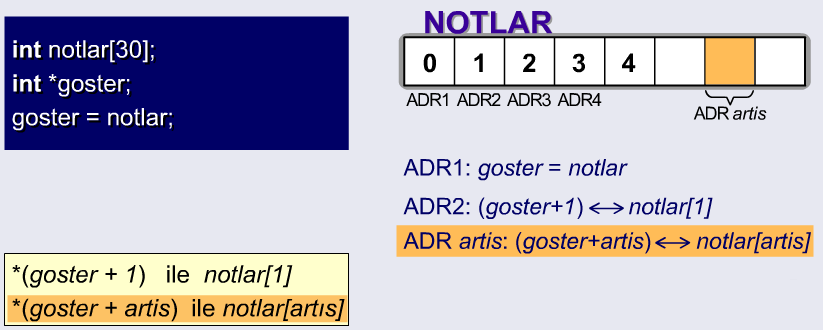 int notlar[30];
int *goster;
goster = notlar;
NOTLAR
0 1 2 3 4
ADR1 ADR2 ADR3 ADR4
ADR artis
ADR1: goster = notlar
ADR2: (goster+1) ↔ notlar[1]
ADR artis: (goster+artis) ↔ notlar[artis]
*(goster + 1) ile notlar[1]
*(goster + artis) ile notlar[artıs]